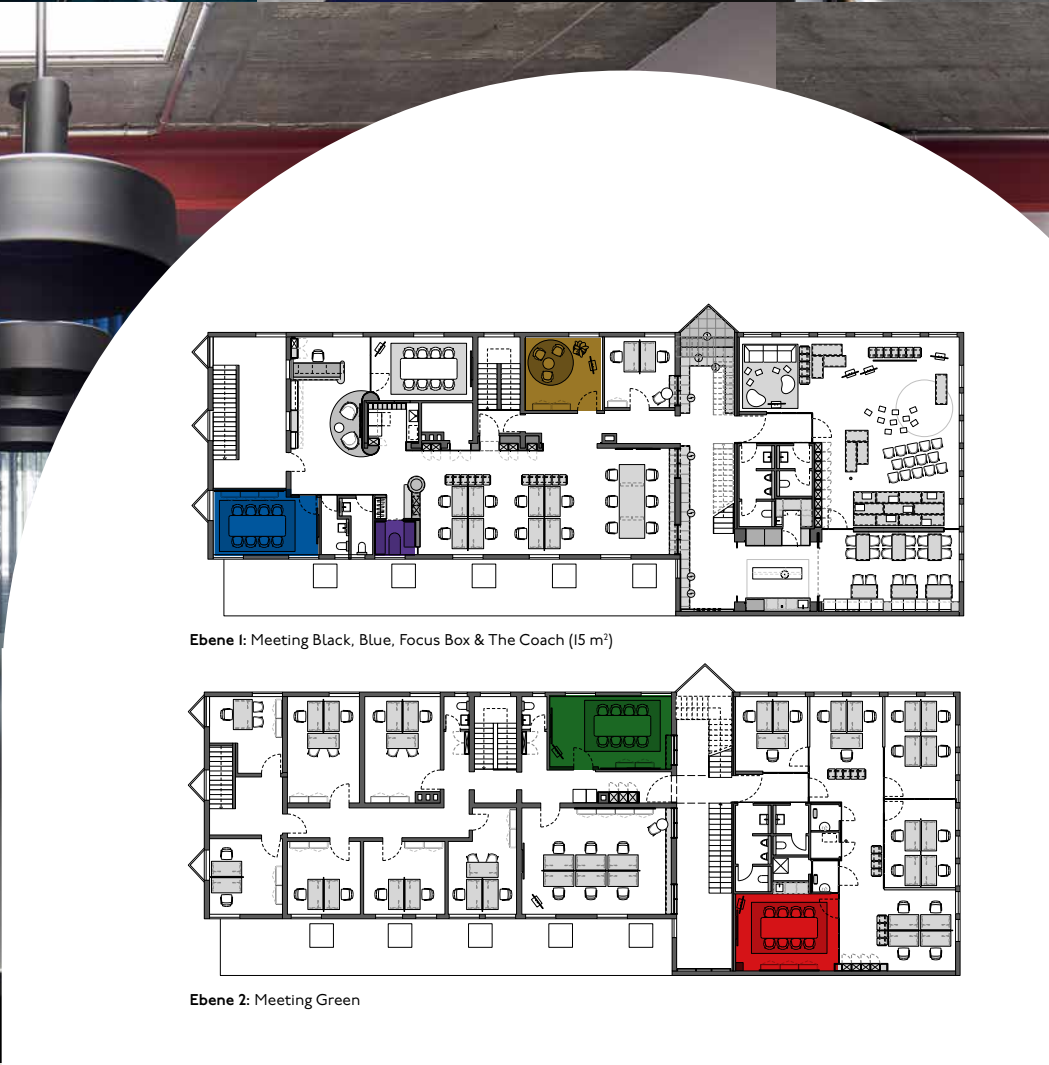 Ebene 1: Meeting Black, Blue, Focus Box & The Coach (15 m²)
Ebene 2: Meeting Green